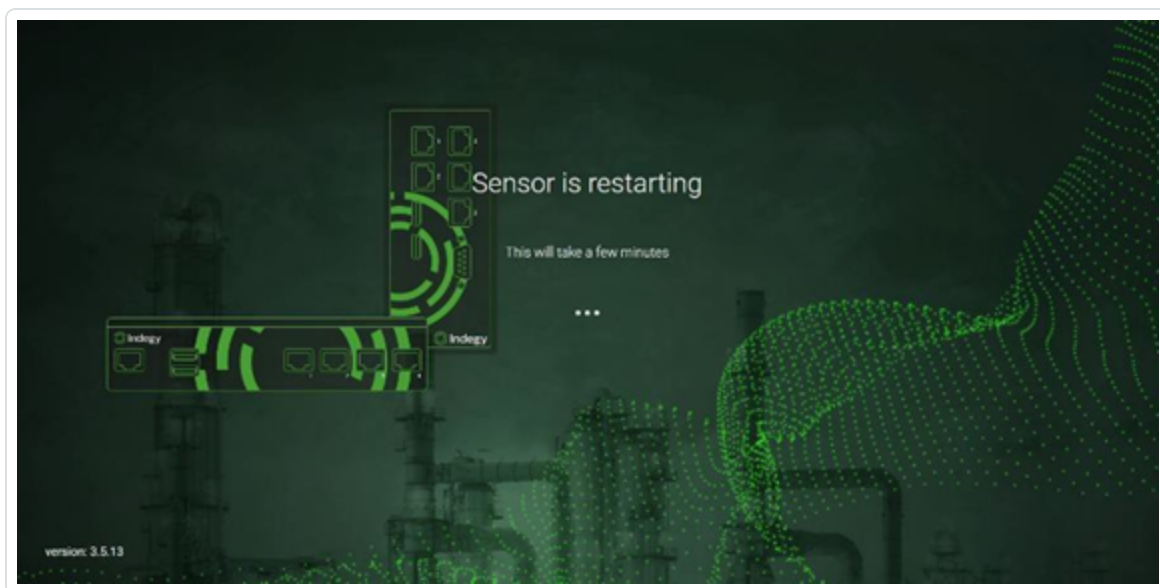 Sensor is restarting
This will take a few minutes
Indegy
Indegy
version: 3.5.13